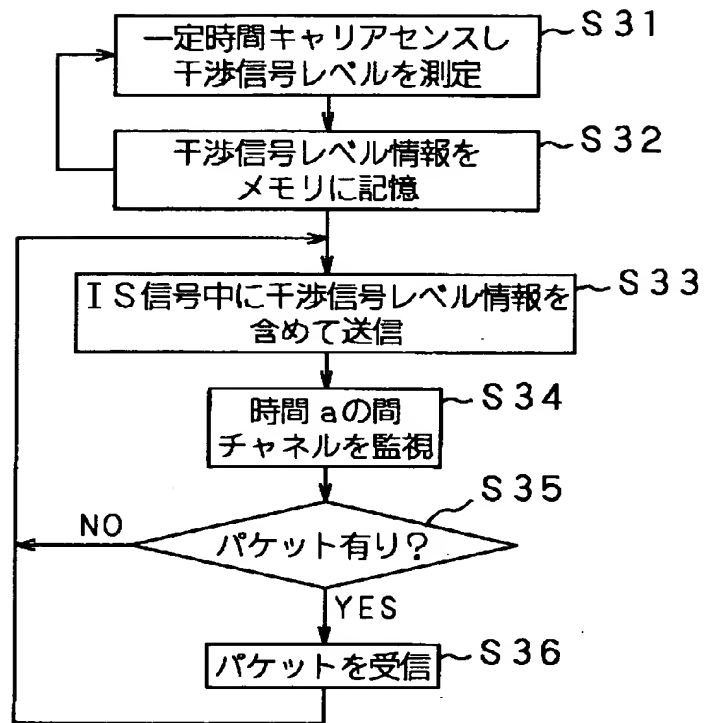 一定時間キャリアセンスし
干渉信号レベルを測定
S31
干渉信号レベル情報を
メモリに記憶
S32
IS信号中に干渉信号レベル情報を
含めて送信
S33
時間aの間
チャネルを監視
S34
パケット有り?
S35
NO
YES
パケットを受信
S36